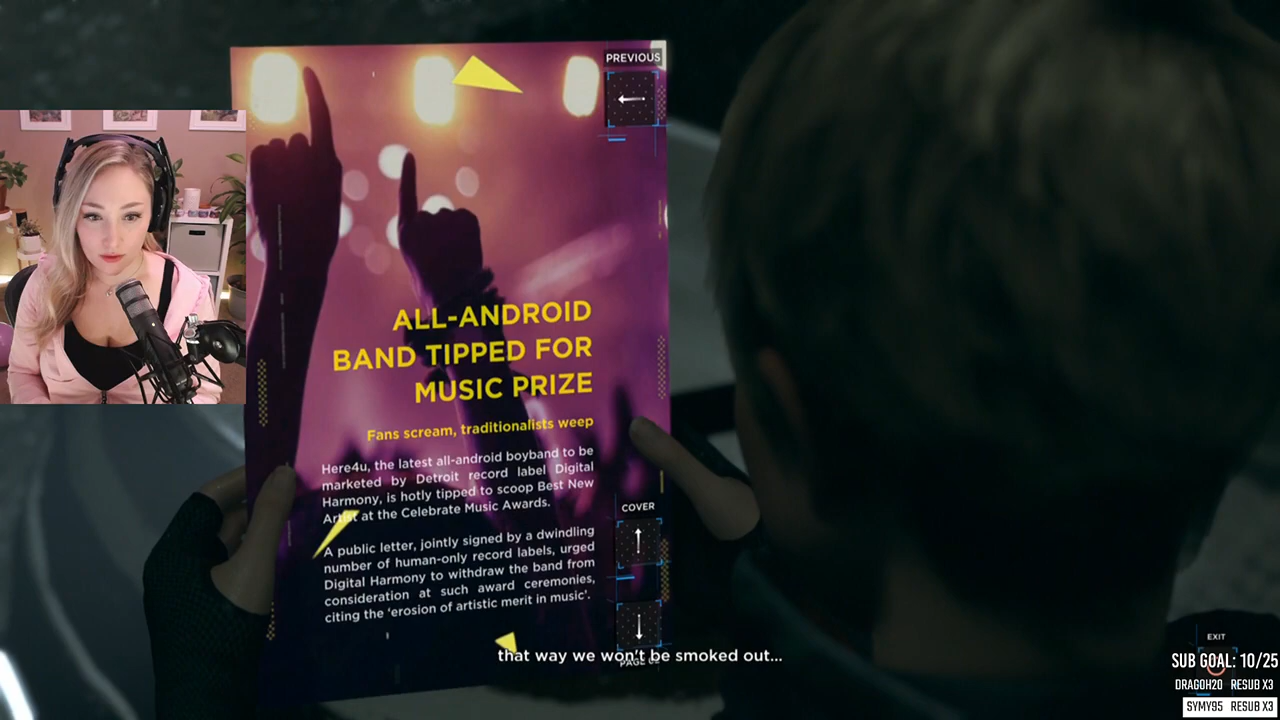 PREVIOUS
ALL-ANDROID
BAND TIPPED FOR
MUSIC PRIZE
Fans scream, traditionalists weep
Here4u, the latest all-android boyband to be
marketed by Detroit record label Digital
Harmony, is hotly tipped to scoop Best New
Artist at the Celebrate Music Awards.
A public letter, jointly signed by a dwindling
number of human-only record labels, urged
Digital Harmony to withdraw the band from
consideration at such award ceremonies,
citing the 'erosion of artistic merit in music'.
COVER
PAGE
that way we won't be smoked out...
EXIT
SUB GOAL: 10/25
DRAGOH20 RESUB X3
SYMY95 RESUB X3